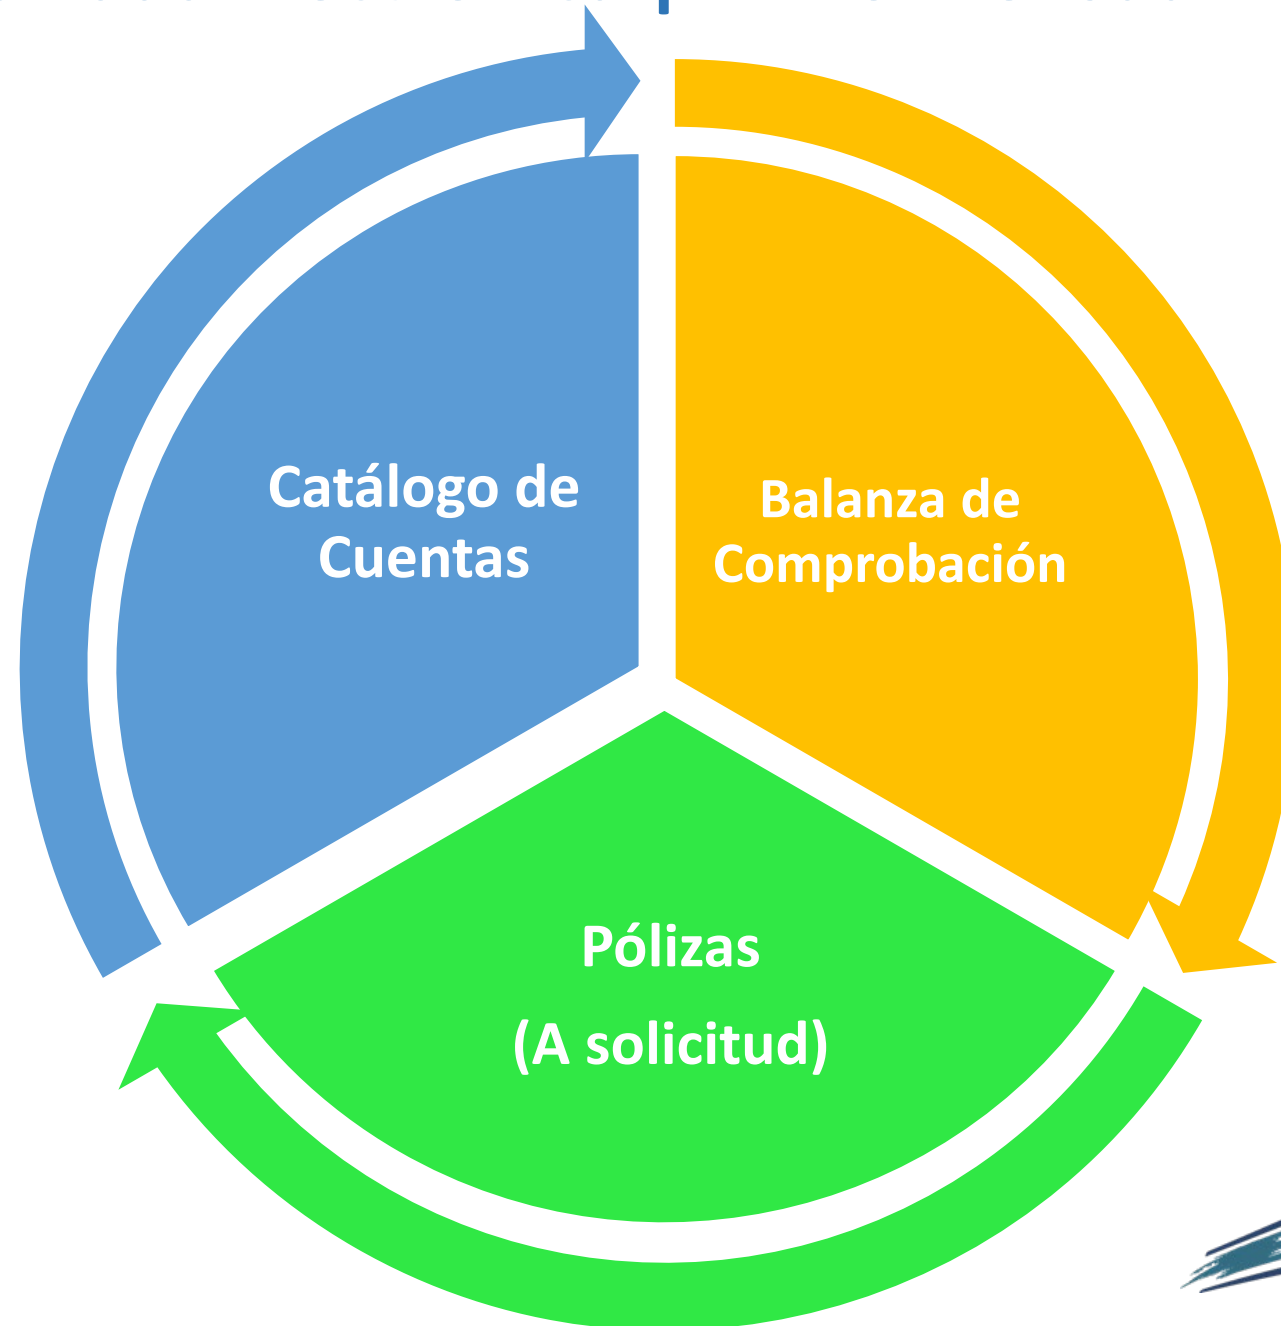 Catálogo de
Cuentas
Balanza de
Comprobación
Pólizas
(A solicitud)